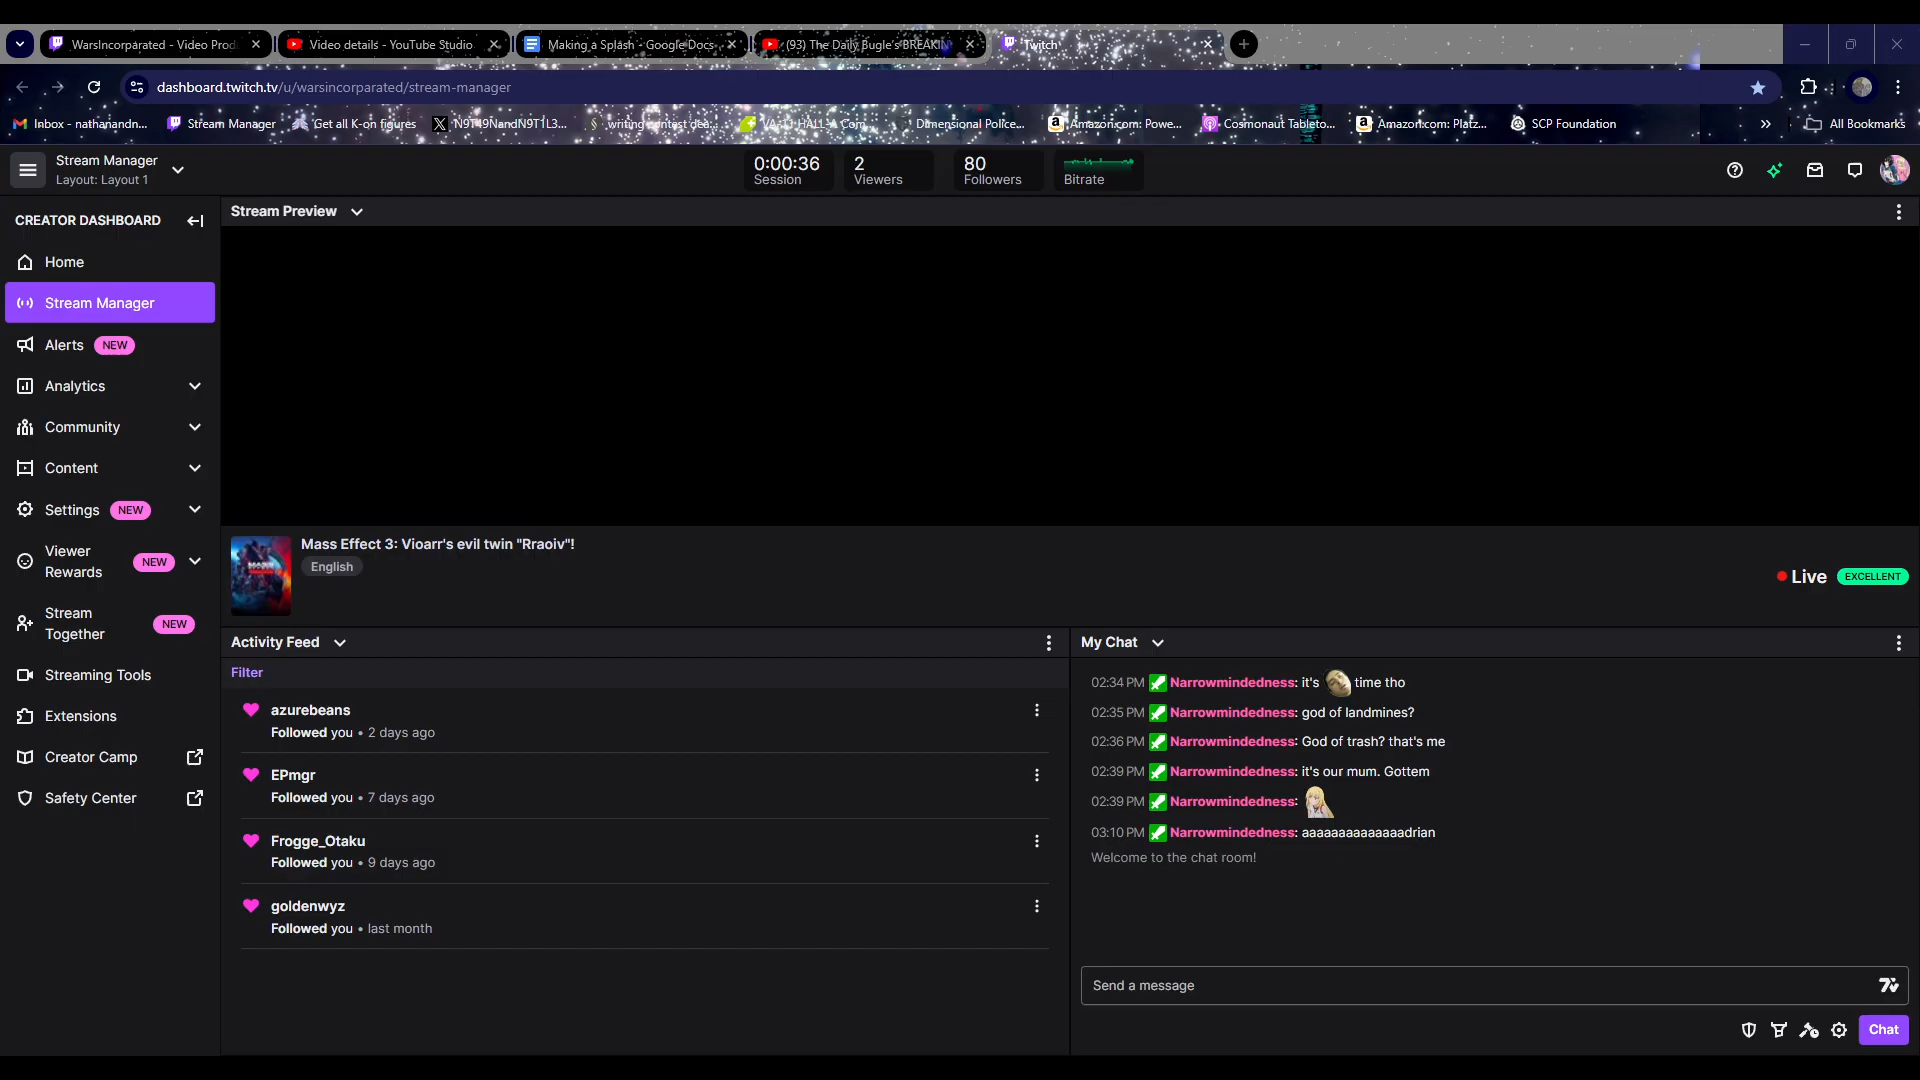 WarsIncorparated - Video Prod
Video details - YouTube Studio
Making a Splash - Google Docs
(93) The Daily Bugle's BREAKIN
Twitch
dashboard.twitch.tv/u/warsincorparated/stream-manager
Inbox - nathanandn...
Stream Manager
Get all K-on figures
N9T49NandN9T1L3...
writing contest dea...
VA-11 HALL-A Com...
Dimensional Police...
Amazon.com: Powe...
Cosmonaut Tableto...
Amazon.com: Platz...
SCP Foundation
All Bookmarks
Stream Manager
Layout: Layout 1
0:00:36
Session
2
Viewers
80
Followers
Bitrate
CREATOR DASHBOARD
Home
Stream Manager
Alerts NEW
Analytics
Community
Content
Settings NEW
Viewer
Rewards NEW
Stream
Together NEW
Streaming Tools
Extensions
Creator Camp
Safety Center
Stream Preview
Mass Effect 3: Vioarr's evil twin "Rraoiv"!
English
Live EXCELLENT
Activity Feed
Filter
azurebeans
Followed you • 2 days ago
EPmgr
Followed you • 7 days ago
Frogge_Otaku
Followed you • 9 days ago
goldenwyz
Followed you • last month
My Chat
02:34 PM Narrowmindedness: it's time tho
02:35 PM Narrowmindedness: god of landmines?
02:36 PM Narrowmindedness: God of trash? that's me
02:39 PM Narrowmindedness: it's our mum. Gottem
02:39 PM Narrowmindedness:
03:10 PM Narrowmindedness: aaaaaaaaaaaaaadrian
Welcome to the chat room!
Send a message
Chat